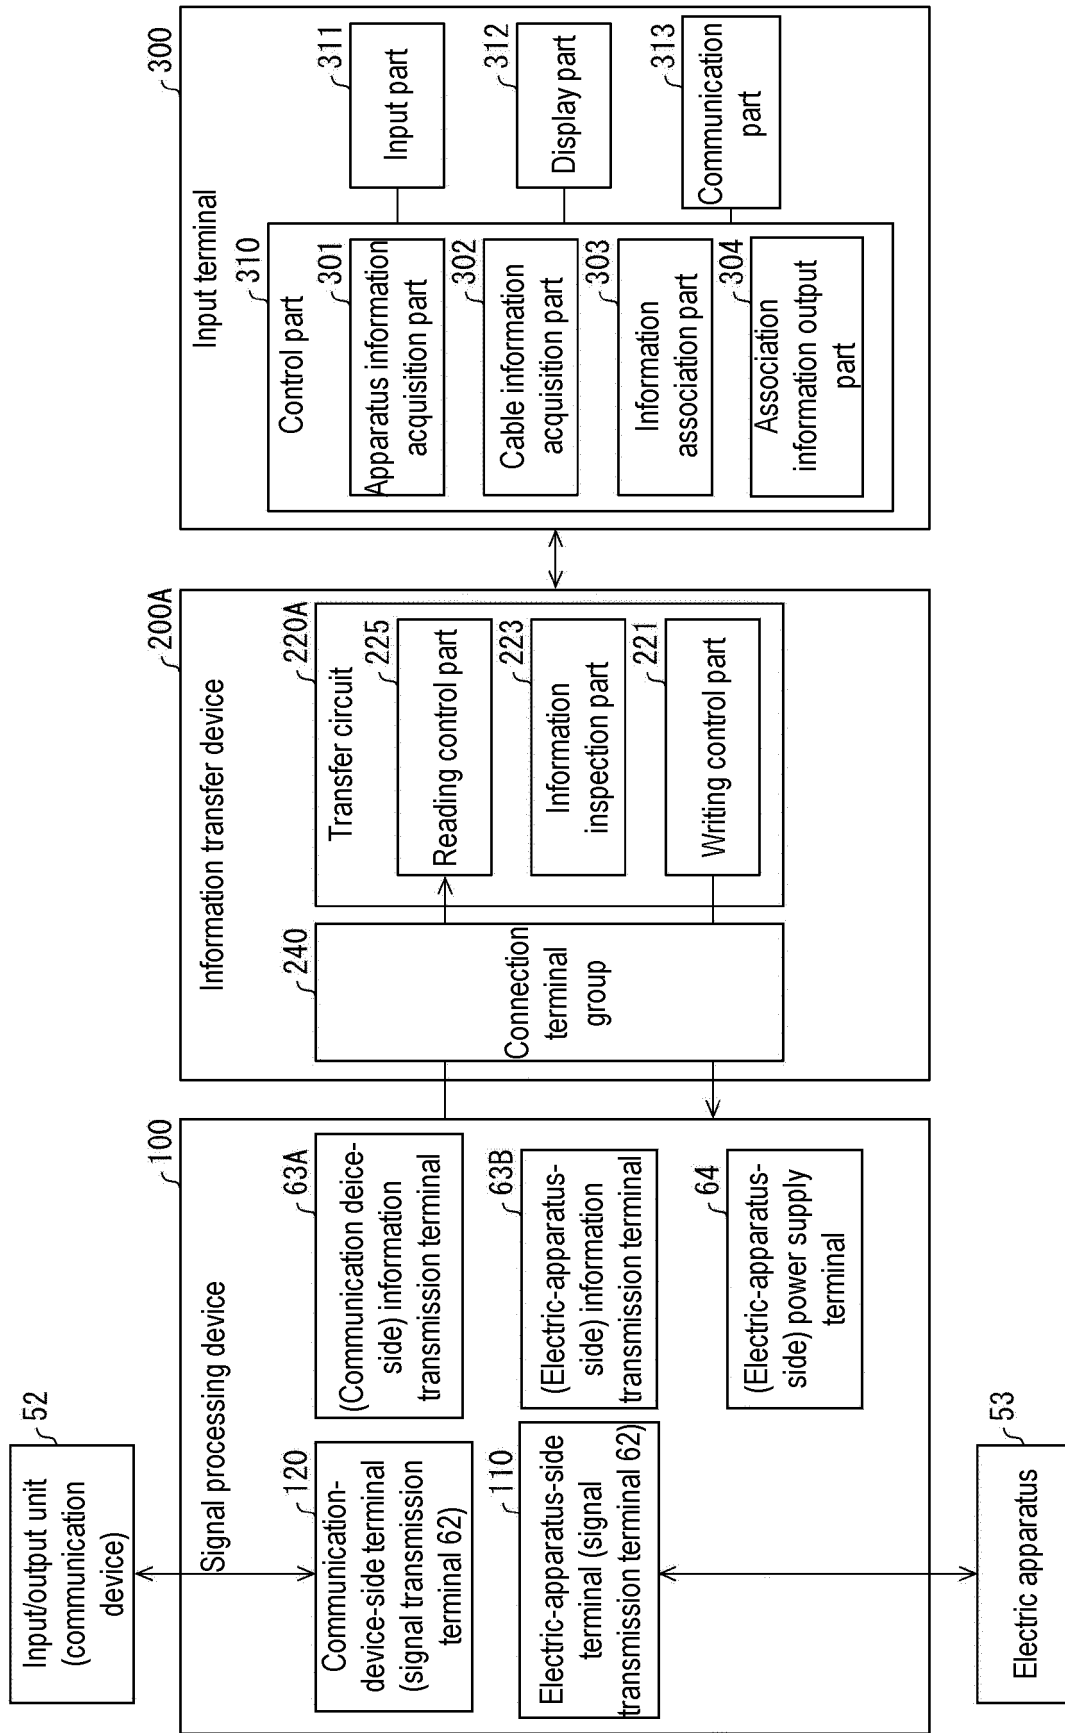 52
Input/output unit
(communication
device)
100
Signal processing device
120
Communication-
device-side terminal
(signal transmission
terminal 62)
63A
(Communication deice-
side) information
transmission terminal
110
Electric-apparatus-side
terminal (signal
transmission terminal 62)
63B
(Electric-apparatus-
side) information
transmission terminal
64
(Electric-apparatus-
side) power supply
terminal
53
Electric apparatus
200A
Information transfer device
240
Connection
terminal
group
220A
Transfer circuit
225
Reading control part
223
Information
inspection part
221
Writing control part
300
Input terminal
310
Control part
301
Apparatus information
acquisition part
302
Cable information
acquisition part
303
Information
association part
304
Association
information output
part
311
Input part
312
Display part
313
Communication
part